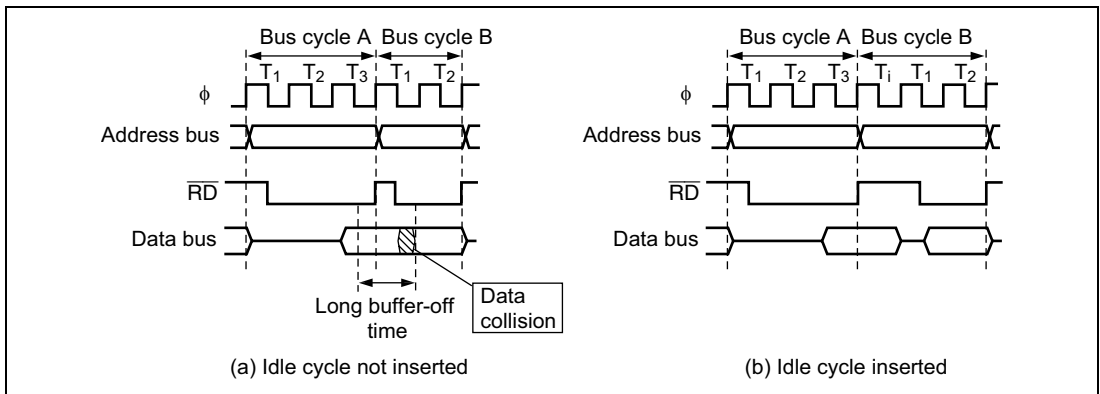 Bus cycle A Bus cycle B
T1 T2 T3 T1 T2
ϕ
Address bus
RD
Data bus
Long buffer-off
time
Data
collision
(a) Idle cycle not inserted
Bus cycle A Bus cycle B
T1 T2 T3 Ti T1 T2
ϕ
Address bus
RD
Data bus
(b) Idle cycle inserted